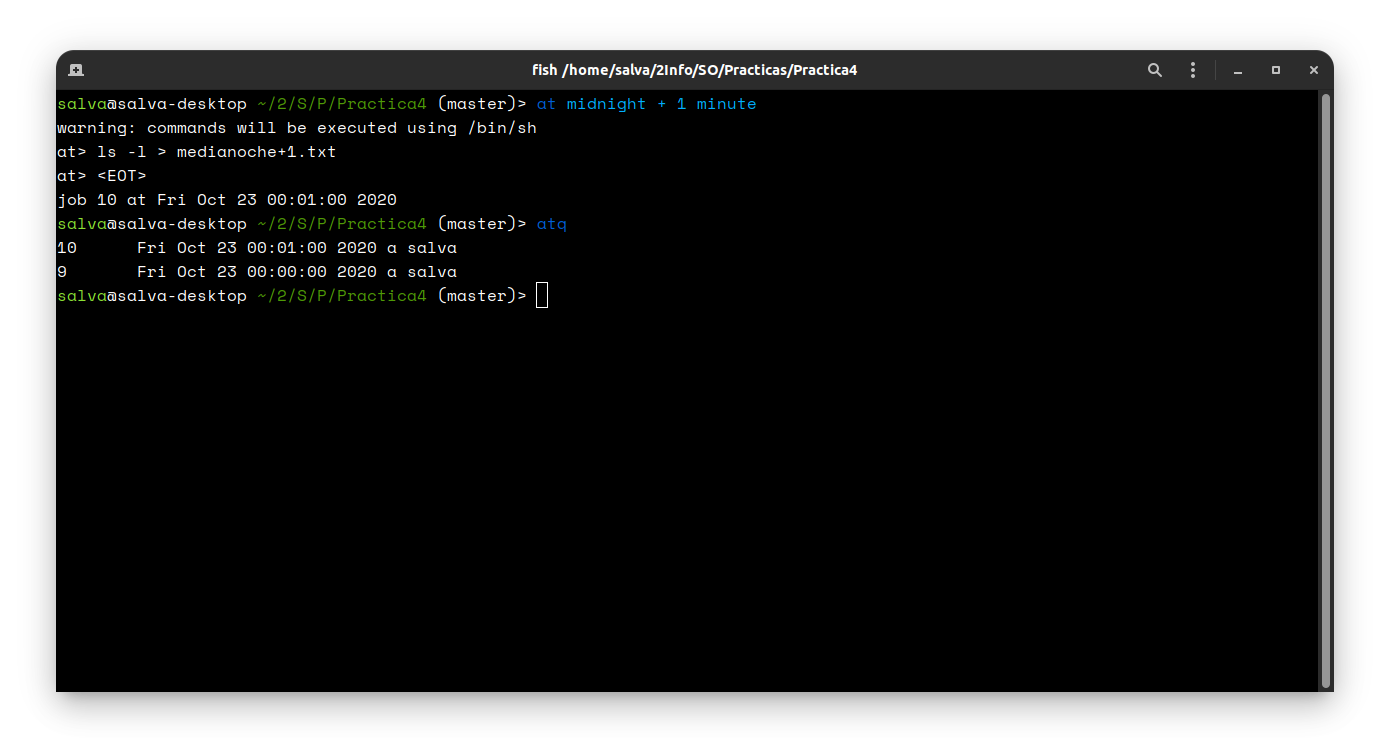 fish /home/salva/2Info/SO/Practicas/Practica4
salva@salva-desktop ~/2/S/P/Practica4 (master)> at midnight + 1 minute
warning: commands will be executed using /bin/sh
at> ls -l > medianoche+1.txt
at> <EOT>
job 10 at Fri Oct 23 00:01:00 2020
salva@salva-desktop ~/2/S/P/Practica4 (master)> atq
10      Fri Oct 23 00:01:00 2020 a salva
9       Fri Oct 23 00:00:00 2020 a salva
salva@salva-desktop ~/2/S/P/Practica4 (master)>